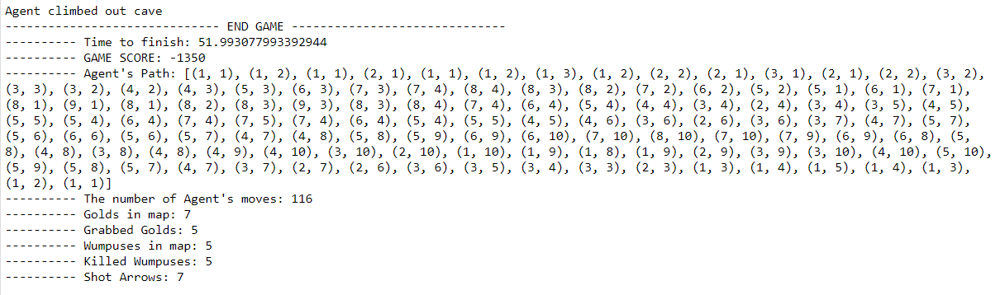 Agent climbed out cave
------------------------------- END GAME -------------------------------
---------- Time to finish: 51.993077993392944
---------- GAME SCORE: -1350
---------- Agent's Path: [(1, 1), (1, 2), (1, 1), (2, 1), (1, 1), (1, 2), (1, 3), (1, 2), (2, 2), (2, 1), (3, 1), (2, 1), (2, 2), (3, 2),
(3, 3), (3, 2), (4, 2), (4, 3), (5, 3), (6, 3), (7, 3), (7, 4), (8, 4), (8, 3), (8, 2), (7, 2), (6, 2), (5, 2), (5, 1), (6, 1), (7, 1),
(8, 1), (9, 1), (8, 1), (8, 2), (8, 3), (9, 3), (8, 3), (8, 4), (7, 4), (6, 4), (5, 4), (4, 4), (3, 4), (2, 4), (3, 4), (3, 5), (4, 5),
(5, 5), (5, 4), (6, 4), (7, 4), (7, 5), (7, 4), (6, 4), (5, 4), (5, 5), (4, 5), (4, 6), (3, 6), (2, 6), (3, 6), (3, 7), (4, 7), (5, 7),
(5, 6), (6, 6), (5, 6), (5, 7), (4, 7), (4, 8), (5, 8), (5, 9), (6, 9), (6, 10), (7, 10), (8, 10), (7, 10), (7, 9), (6, 9), (6, 8), (5,
8), (4, 8), (3, 8), (4, 8), (4, 9), (4, 10), (3, 10), (2, 10), (1, 10), (1, 9), (1, 8), (1, 9), (2, 9), (3, 9), (3, 10), (4, 10), (5, 10),
(5, 9), (5, 8), (5, 7), (4, 7), (3, 7), (2, 7), (2, 6), (3, 6), (3, 5), (3, 4), (3, 3), (2, 3), (1, 3), (1, 4), (1, 5), (1, 4), (1, 3),
(1, 2), (1, 1)]
---------- The number of Agent's moves: 116
---------- Golds in map: 7
---------- Grabbed Golds: 5
---------- Wumpuses in map: 5
---------- Killed Wumpuses: 5
---------- Shot Arrows: 7